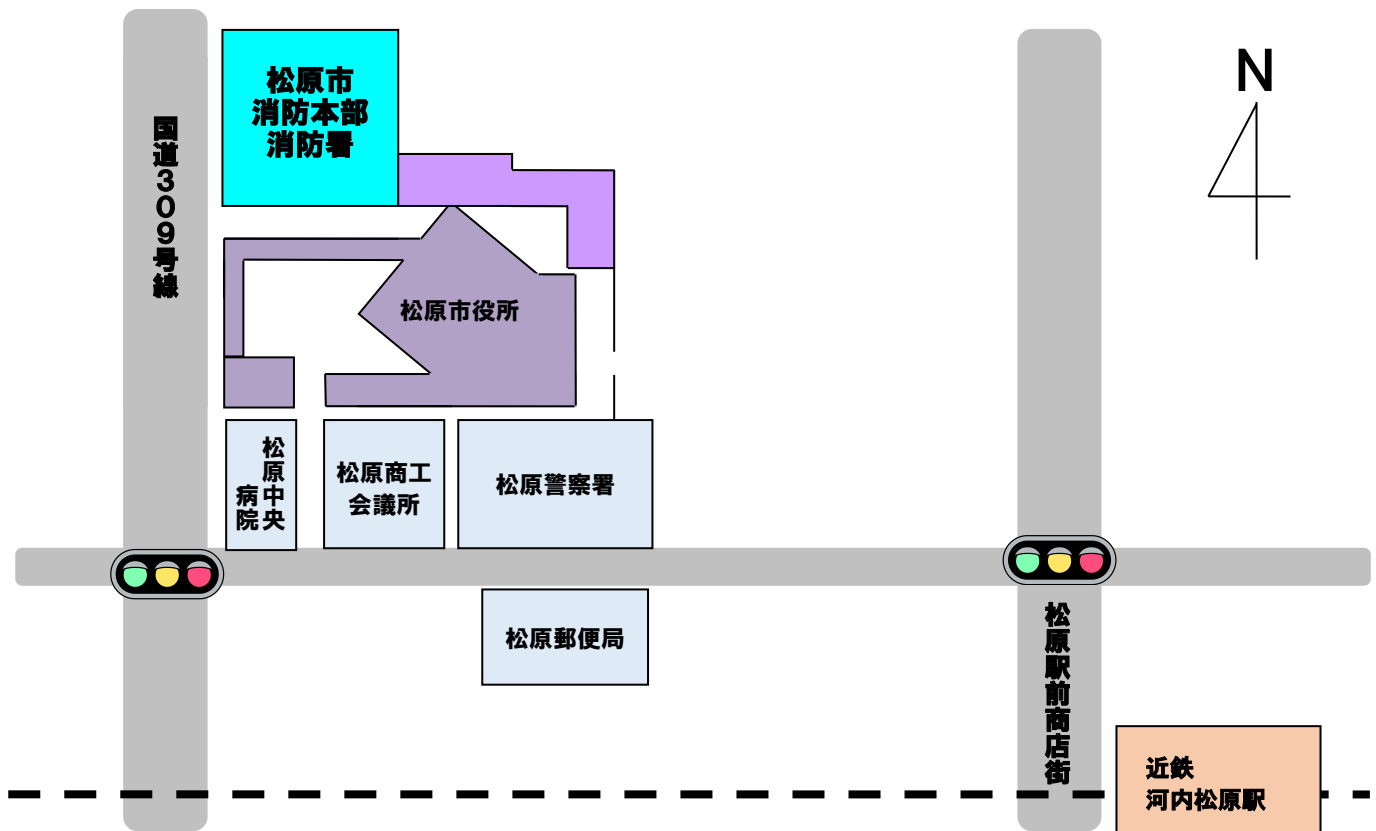 松原市
消防本部
消防署
N
国道309号線
松原市役所
松原中央
病院
松原商工
会議所
松原警察署
松原郵便局
松原駅前商店街
近鉄
河内松原駅